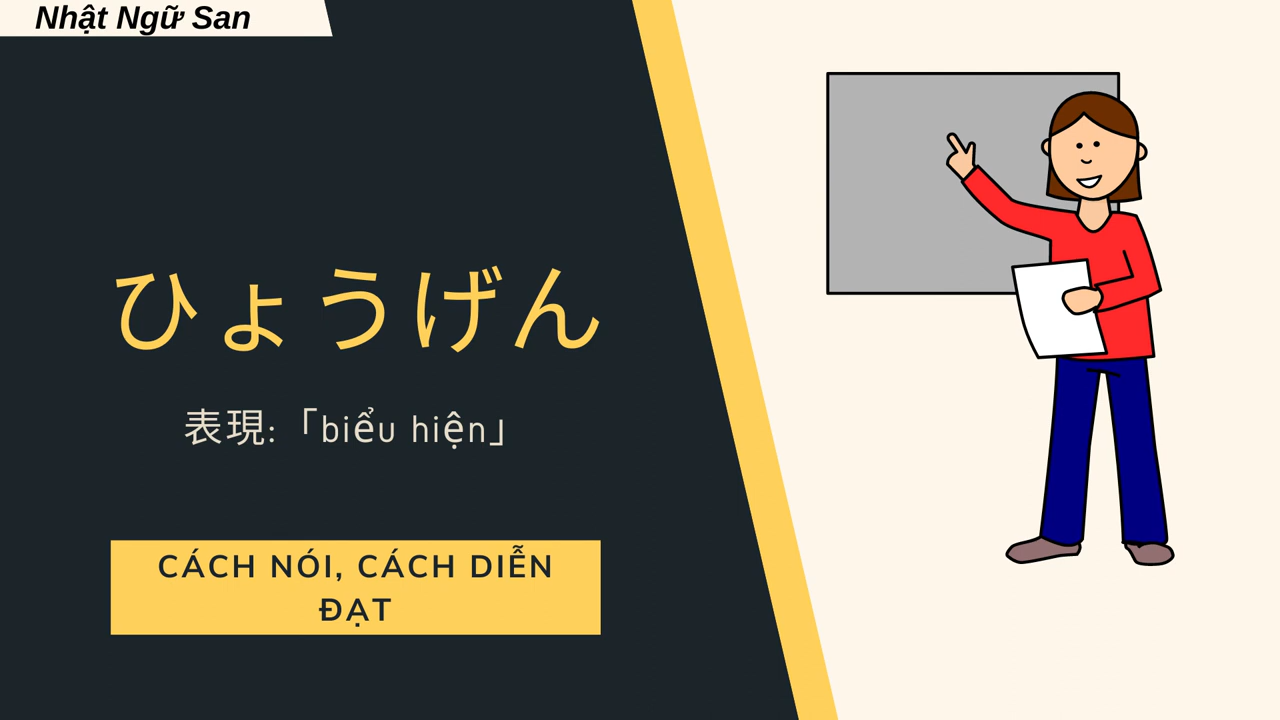 Nhật Ngữ San
ひょうげん
表現:「biểu hiện」
CÁCH NÓI, CÁCH DIỄN
ĐẠT